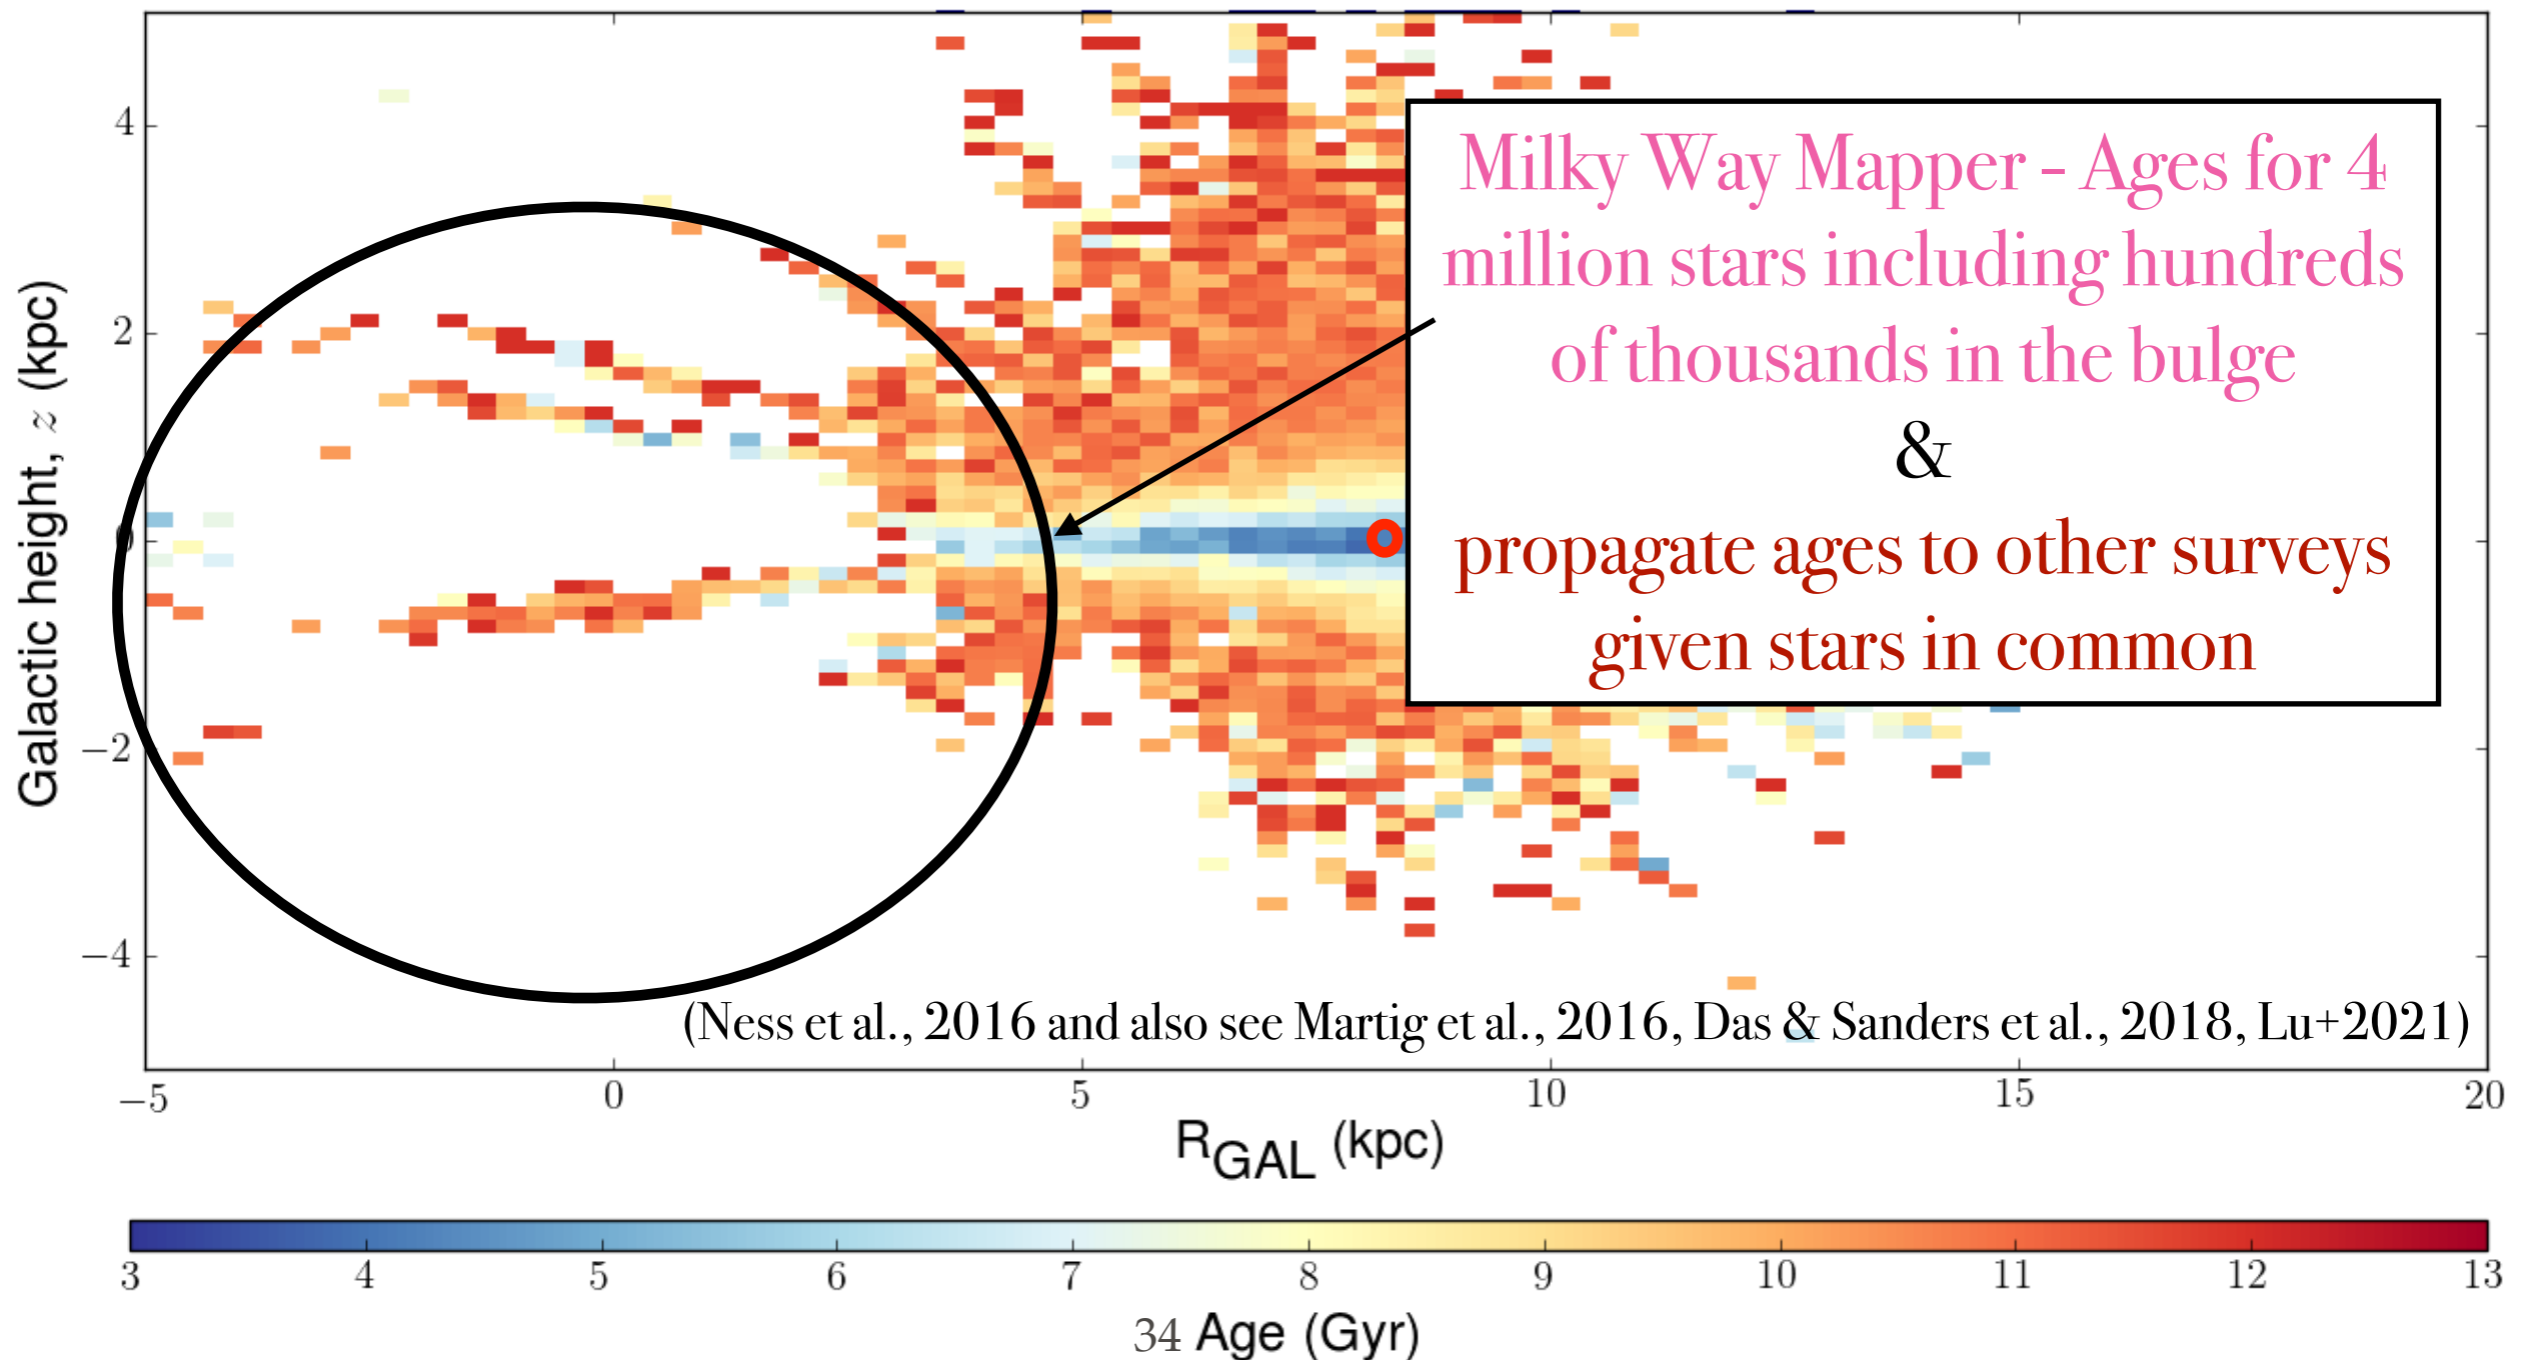 Milky Way Mapper - Ages for 4
million stars including hundreds
of thousands in the bulge
&
propagate ages to other surveys
given stars in common
Galactic height, z (kpc)
4
2
0
−2
−4
(Ness et al., 2016 and also see Martig et al., 2016, Das & Sanders et al., 2018, Lu+2021)
−5 0 5 10 15 20
R_GAL (kpc)
3 4 5 6 7 8 9 10 11 12 13
34 Age (Gyr)